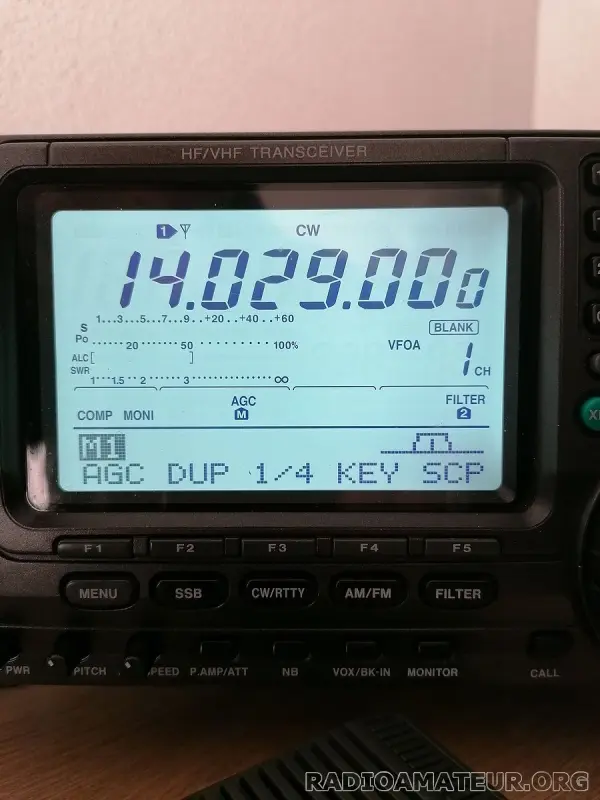 HF/VHF TRANSCEIVER
1 CW
14.029.000
S 1...3...5...7...9..+20..+40..+60
BLANK
Po 20 50 100% VFOA 1 CH
ALC[ ]
SWR 1 1.5 2 3 ∞
AGC FILTER
COMP MONI M 2
M1
AGC DUP 1/4 KEY SCP
F1 F2 F3 F4 F5
MENU SSB CW/RTTY AM/FM FILTER
PWR PITCH PEED P.AMP/ATT NB VOX/BK-IN MONITOR CALL
RADIOAMATEUR.ORG